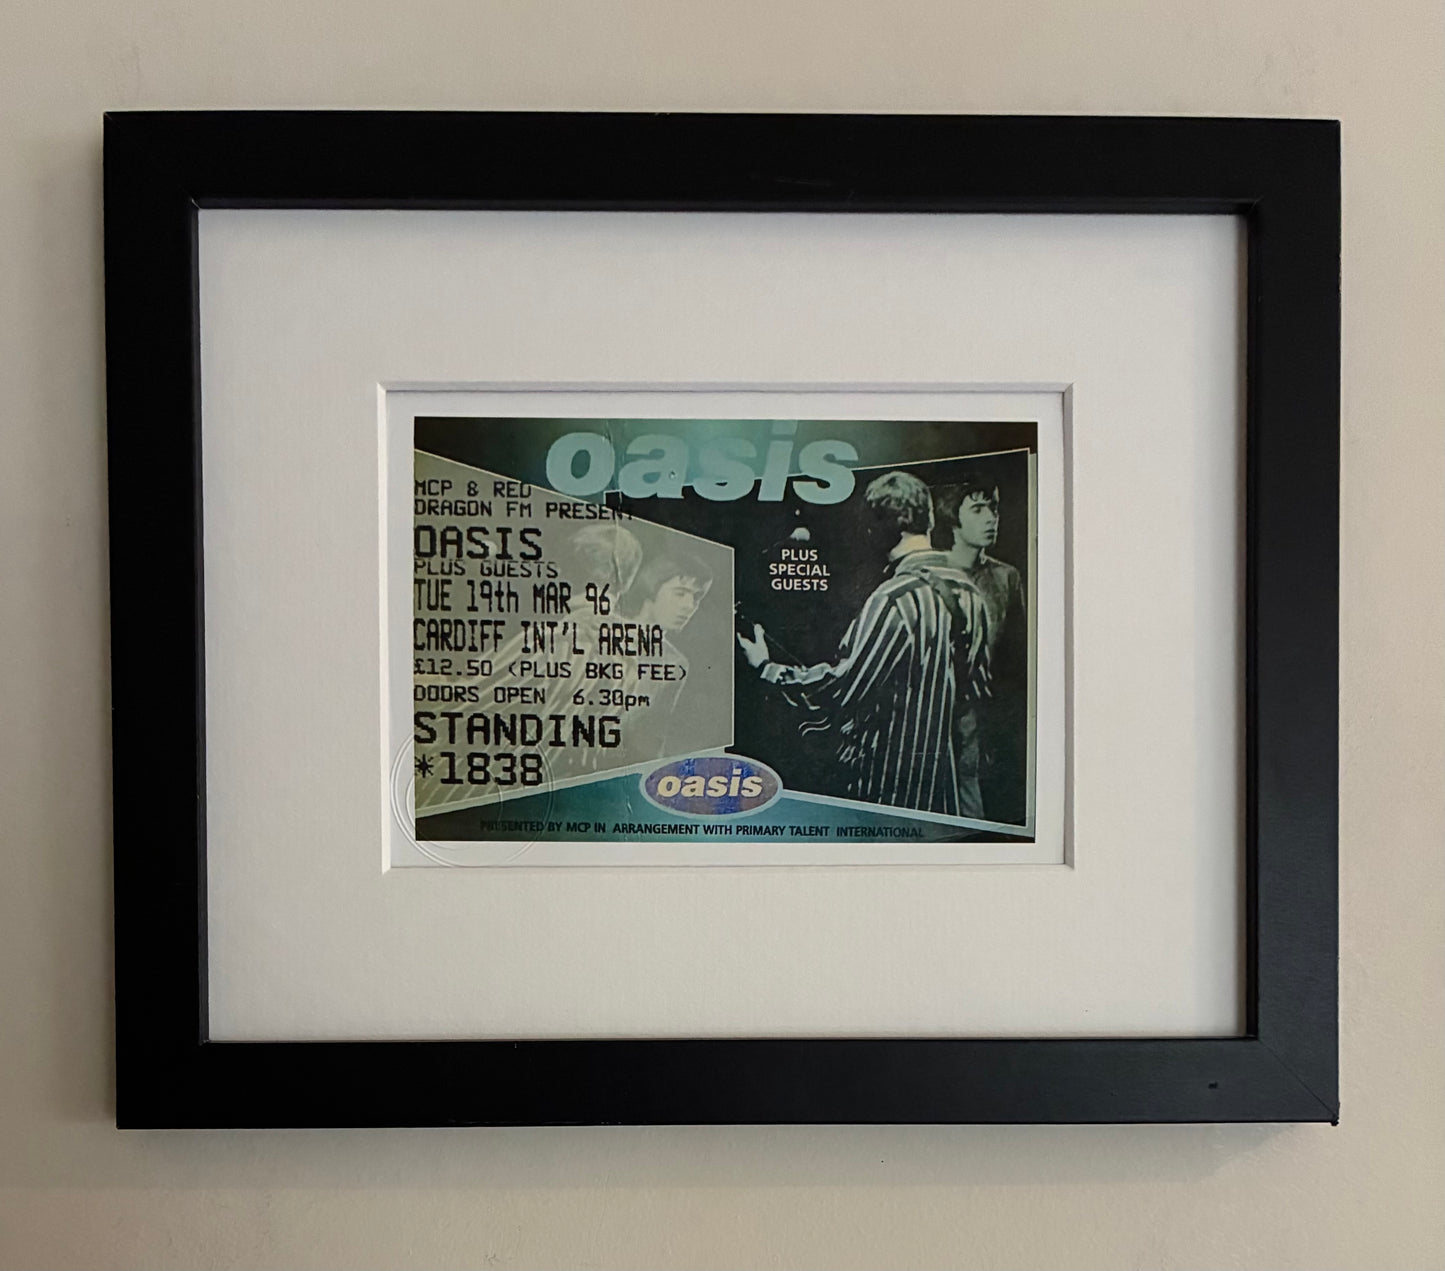 oasis
MCP & RED
DRAGON FM PRESENT
OASIS
PLUS GUESTS
TUE 19th MAR 96
CARDIFF INT'L ARENA
£12.50 (PLUS BKG FEE)
DOORS OPEN 6.30pm
STANDING
*1838
PLUS
SPECIAL
GUESTS
oasis
PRESENTED BY MCP IN ARRANGEMENT WITH PRIMARY TALENT INTERNATIONAL